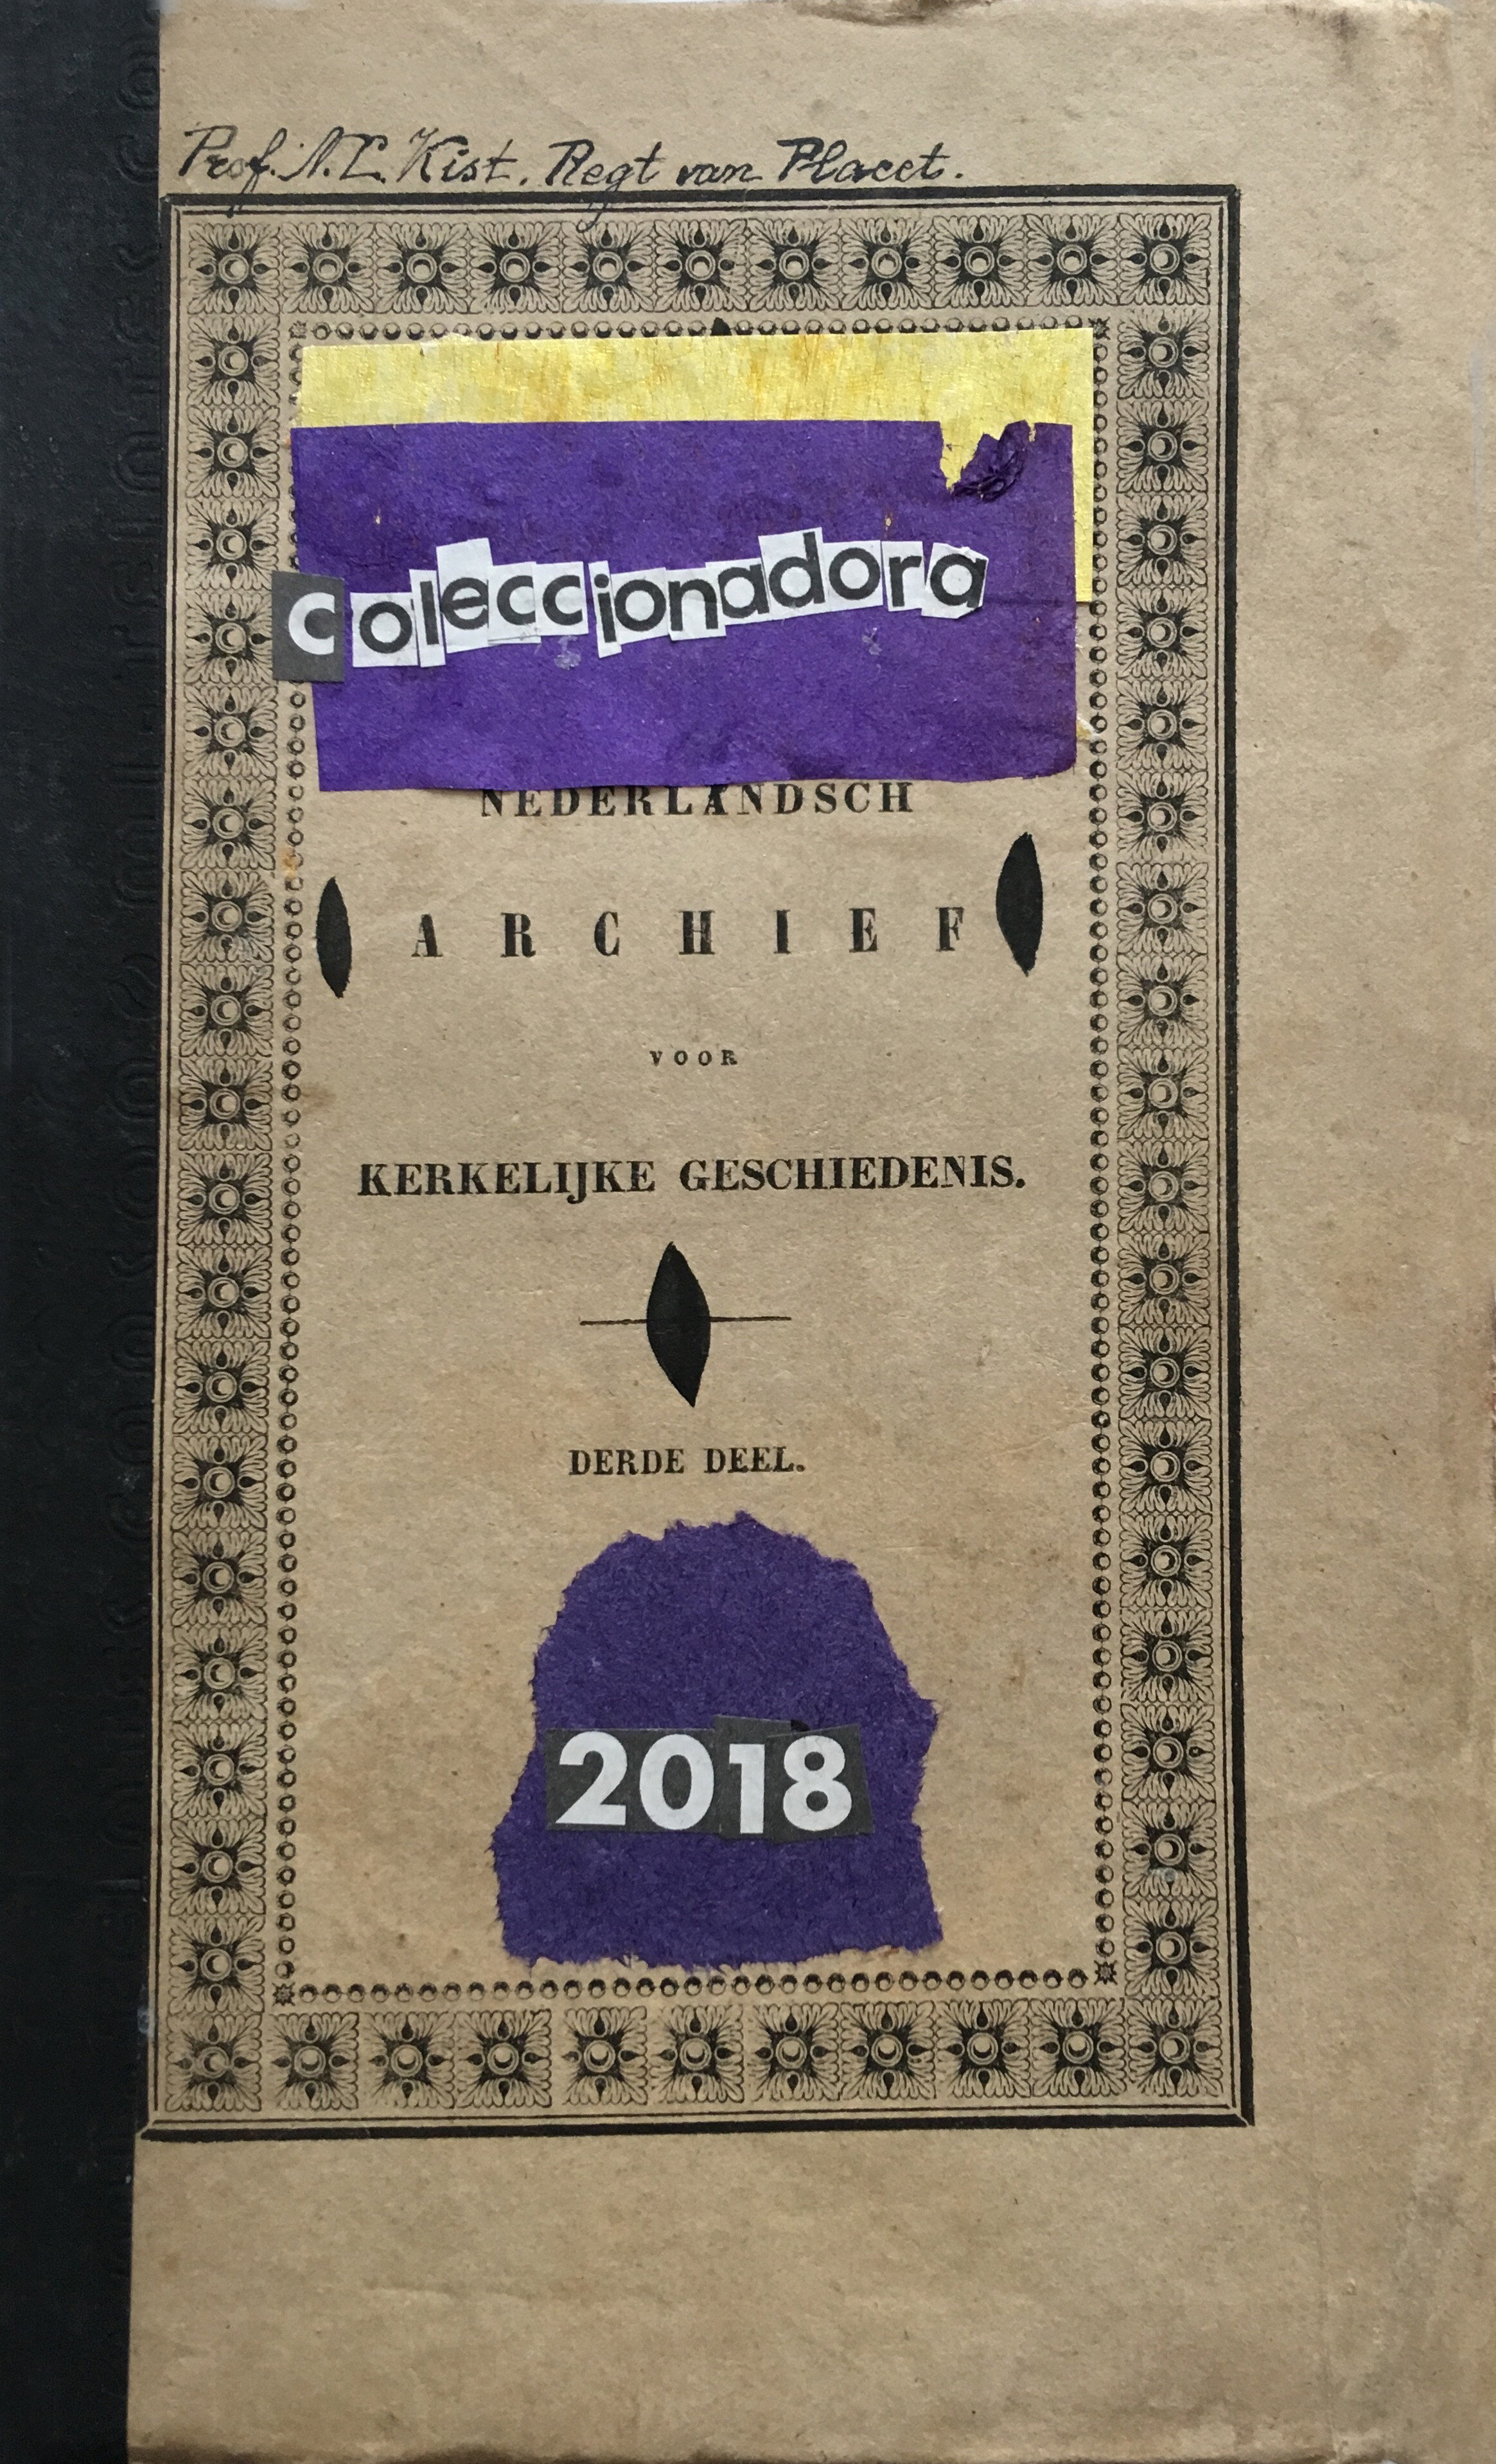 Prof. N.C. Kist. Regt van Placet.
coleccionadora
NEDERLANDSCH
ARCHIEF
VOOR
KERKELIJKE GESCHIEDENIS.
DERDE DEEL.
2018